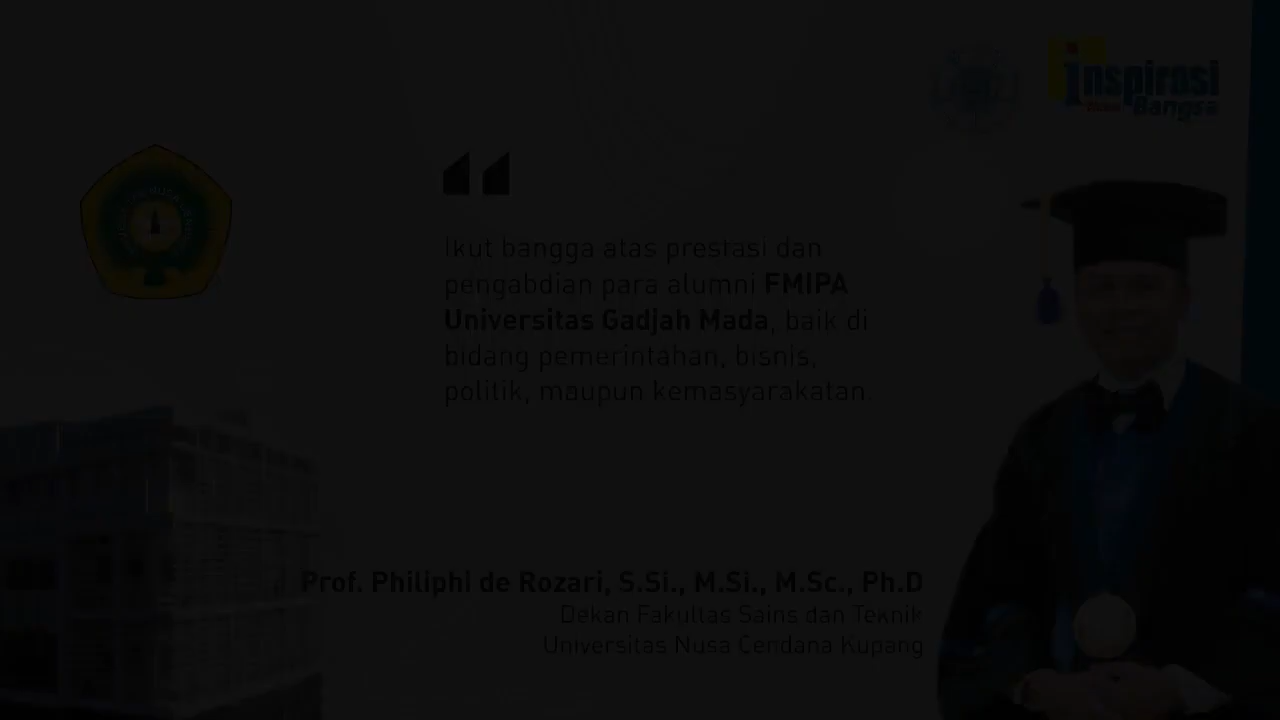 inspirasi
Bangsa
Ikut bangga atas prestasi dan
pengabdian para alumni FMIPA
Universitas Gadjah Mada, baik di
bidang pemerintahan, bisnis,
politik, maupun kemasyarakatan.
Prof. Philiphi de Rozari, S.Si., M.Si., M.Sc., Ph.D
Dekan Fakultas Sains dan Teknik
Universitas Nusa Cendana Kupang